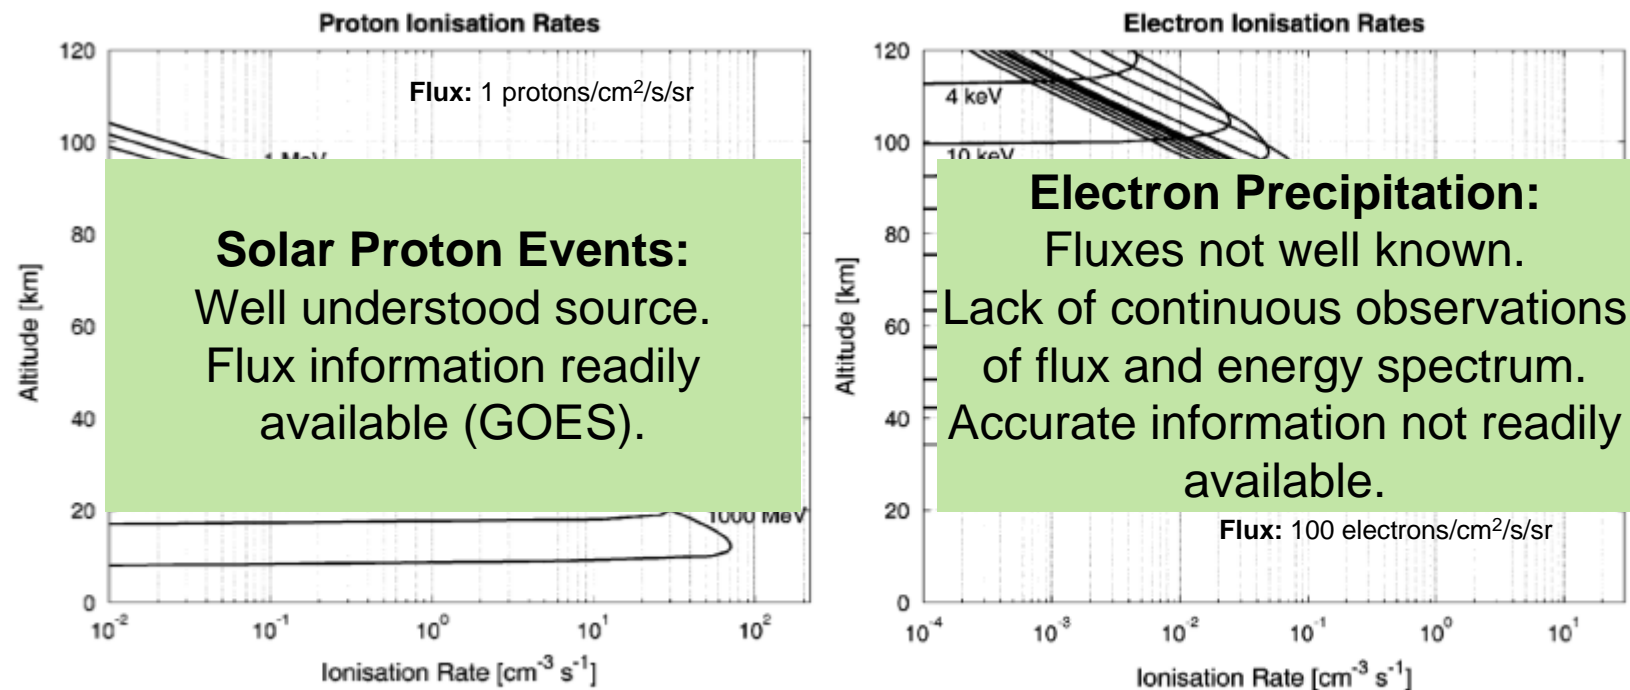 Proton Ionisation Rates
120
100
80
60
40
20
0
Altitude [km]
Flux: 1 protons/cm²/s/sr
1 MeV
Solar Proton Events:
Well understood source.
Flux information readily
available (GOES).
1000 MeV
10⁻²
10⁻¹
10⁰
10¹
10²
Ionisation Rate [cm⁻³ s⁻¹]
Electron Ionisation Rates
120
100
80
60
40
20
0
Altitude [km]
4 keV
10 keV
Electron Precipitation:
Fluxes not well known.
Lack of continuous observations
of flux and energy spectrum.
Accurate information not readily
available.
Flux: 100 electrons/cm²/s/sr
10⁻⁴
10⁻³
10⁻²
10⁻¹
10⁰
10¹
Ionisation Rate [cm⁻³ s⁻¹]